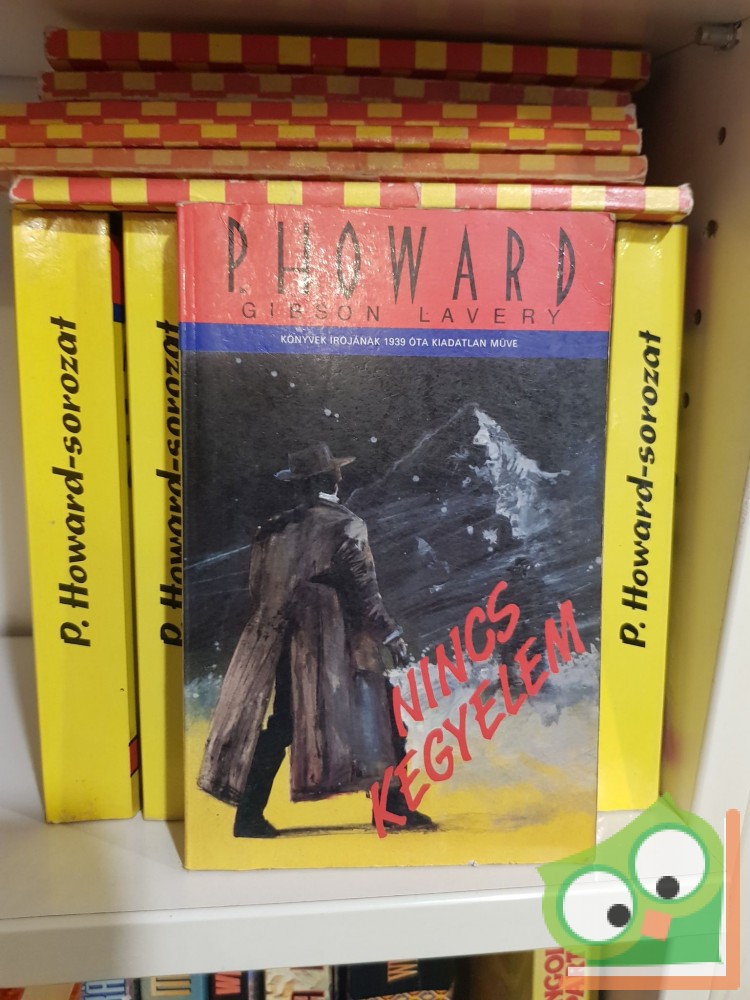 P. HOWARD
GIBSON LAVERY
KÖNYVEK ÍRÓJÁNAK 1939 ÓTA KIADATLAN MŰVE
NINCS
KEGYELEM
P. Howard-sorozat
P. Howard-sorozat
P. Howard-sorozat